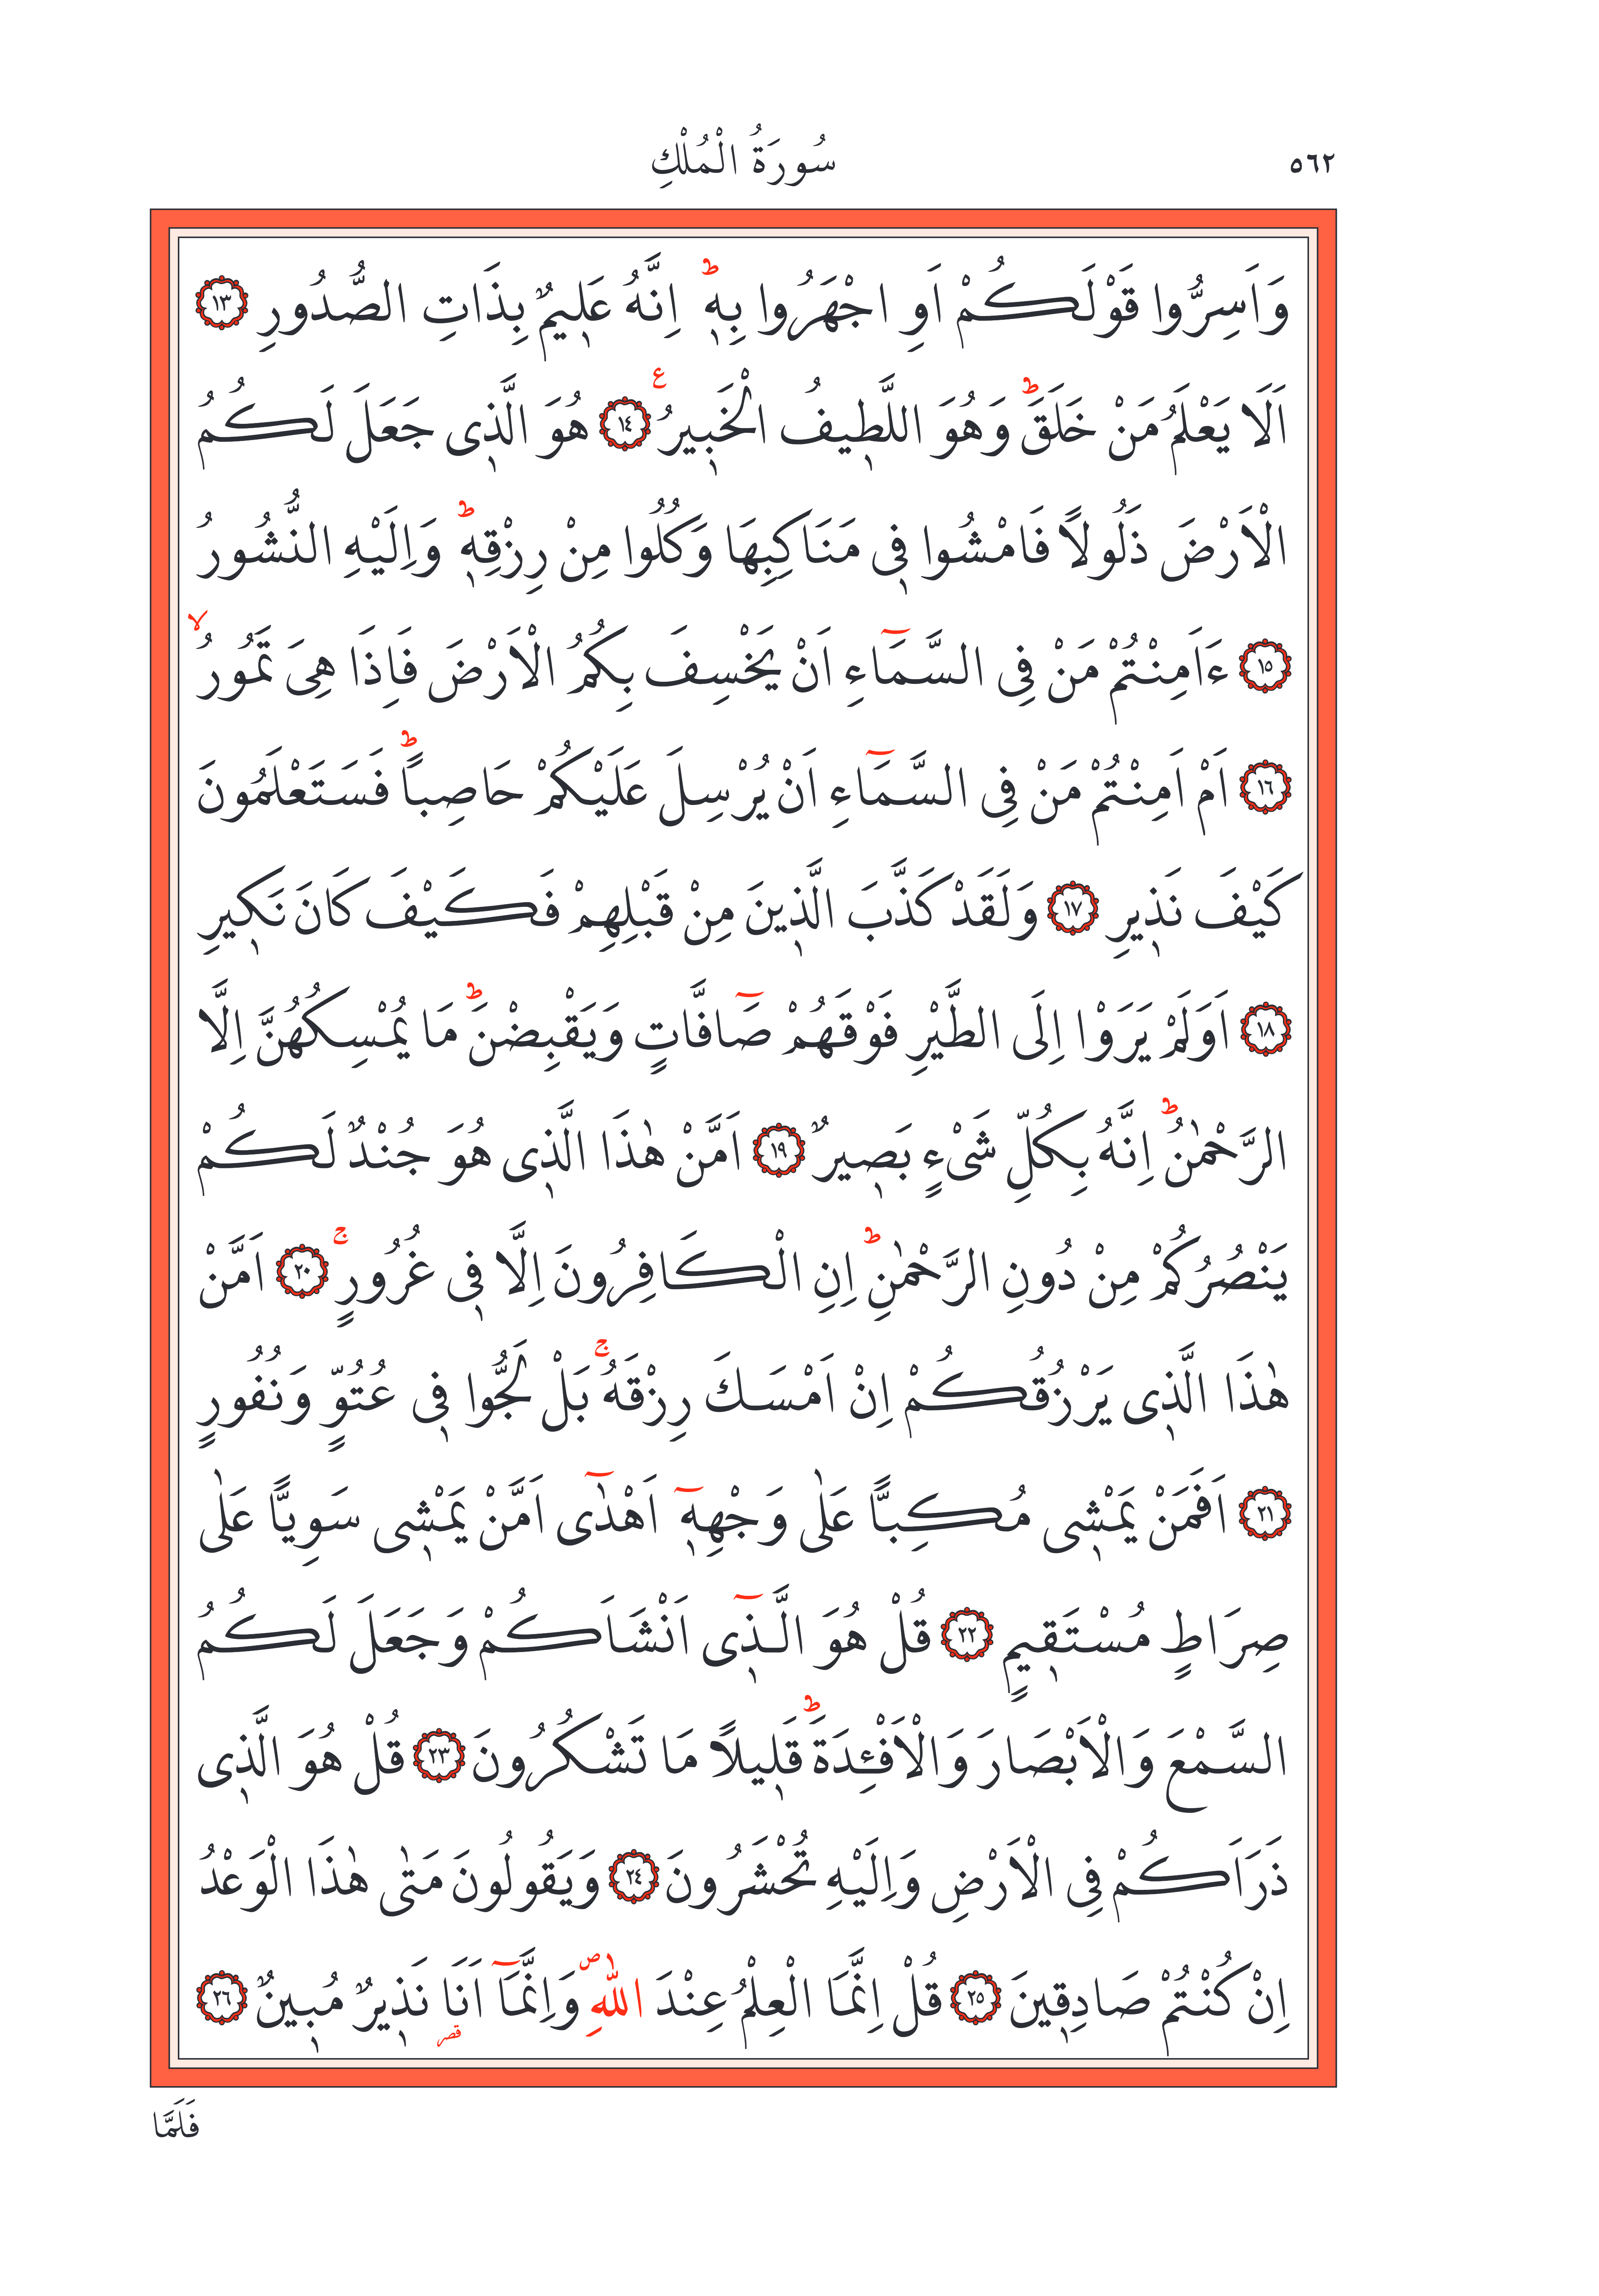 ٥٦٢
سُورَةُ الْمُلْكِ
وَاَسِرُّوا قَوْلَكُمْ اَوِ اجْهَرُوا بِهٖؕ اِنَّهُ عَلٖيمٌ بِذَاتِ الصُّدُورِ ١٣
اَلَا يَعْلَمُ مَنْ خَلَقَؕ وَهُوَ اللَّطٖيفُ الْخَبٖيرُ ࣖ ١٤ هُوَ الَّذٖى جَعَلَ لَكُمُ
الْاَرْضَ ذَلُولًا فَامْشُوا فٖى مَنَاكِبِهَا وَكُلُوا مِنْ رِزْقِهٖؕ وَاِلَيْهِ النُّشُورُ
١٥ ءَاَمِنْتُمْ مَنْ فِى السَّمَٓاءِ اَنْ يَخْسِفَ بِكُمُ الْاَرْضَ فَاِذَا هِىَ تَمُورُۙ
١٦ اَمْ اَمِنْتُمْ مَنْ فِى السَّمَٓاءِ اَنْ يُرْسِلَ عَلَيْكُمْ حَاصِبًاؕ فَسَتَعْلَمُونَ
كَيْفَ نَذٖيرِ ١٧ وَلَقَدْ كَذَّبَ الَّذٖينَ مِنْ قَبْلِهِمْ فَكَيْفَ كَانَ نَكٖيرِ
١٨ اَوَلَمْ يَرَوْا اِلَى الطَّيْرِ فَوْقَهُمْ صَٓافَّاتٍ وَيَقْبِضْنَؕ مَا يُمْسِكُهُنَّ اِلَّا
الرَّحْمٰنُؕ اِنَّهُ بِكُلِّ شَىْءٍ بَصٖيرٌ ١٩ اَمَّنْ هٰذَا الَّذٖى هُوَ جُنْدٌ لَكُمْ
يَنْصُرُكُمْ مِنْ دُونِ الرَّحْمٰنِؕ اِنِ الْكَافِرُونَ اِلَّا فٖى غُرُورٍۚ ٢٠ اَمَّنْ
هٰذَا الَّذٖى يَرْزُقُكُمْ اِنْ اَمْسَكَ رِزْقَهُۚ بَلْ لَجُّوا فٖى عُتُوٍّ وَنُفُورٍ
٢١ اَفَمَنْ يَمْشٖى مُكِبًّا عَلٰى وَجْهِهٖٓ اَهْدٰٓى اَمَّنْ يَمْشٖى سَوِيًّا عَلٰى
صِرَاطٍ مُسْتَقٖيمٍ ٢٢ قُلْ هُوَ الَّذٖٓى اَنْشَاَكُمْ وَجَعَلَ لَكُمُ
السَّمْعَ وَالْاَبْصَارَ وَالْاَفْـِٔدَةَؕ قَلٖيلًا مَا تَشْكُرُونَ ٢٣ قُلْ هُوَ الَّذٖى
ذَرَاَكُمْ فِى الْاَرْضِ وَاِلَيْهِ تُحْشَرُونَ ٢٤ وَيَقُولُونَ مَتٰى هٰذَا الْوَعْدُ
اِنْ كُنْتُمْ صَادِقٖينَ ٢٥ قُلْ اِنَّمَا الْعِلْمُ عِنْدَ اللّٰهِࣕ وَاِنَّمَٓا اَنَا۬ نَذٖيرٌ مُبٖينٌ ٢٦
قصر
فَلَمَّا